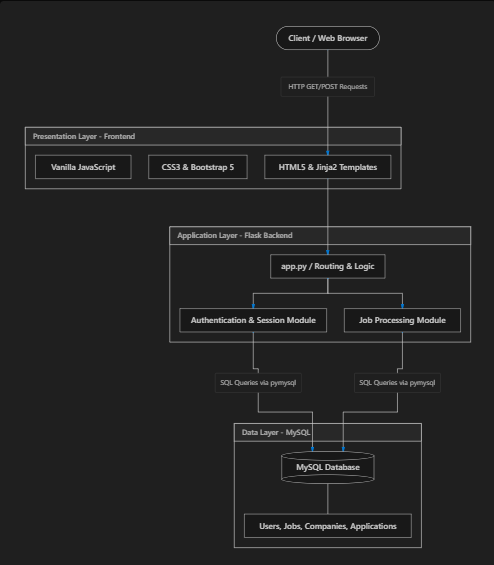 Client / Web Browser
HTTP GET/POST Requests
Presentation Layer - Frontend
Vanilla JavaScript
CSS3 & Bootstrap 5
HTML5 & Jinja2 Templates
Application Layer - Flask Backend
app.py / Routing & Logic
Authentication & Session Module
Job Processing Module
SQL Queries via pymysql
SQL Queries via pymysql
Data Layer - MySQL
MySQL Database
Users, Jobs, Companies, Applications